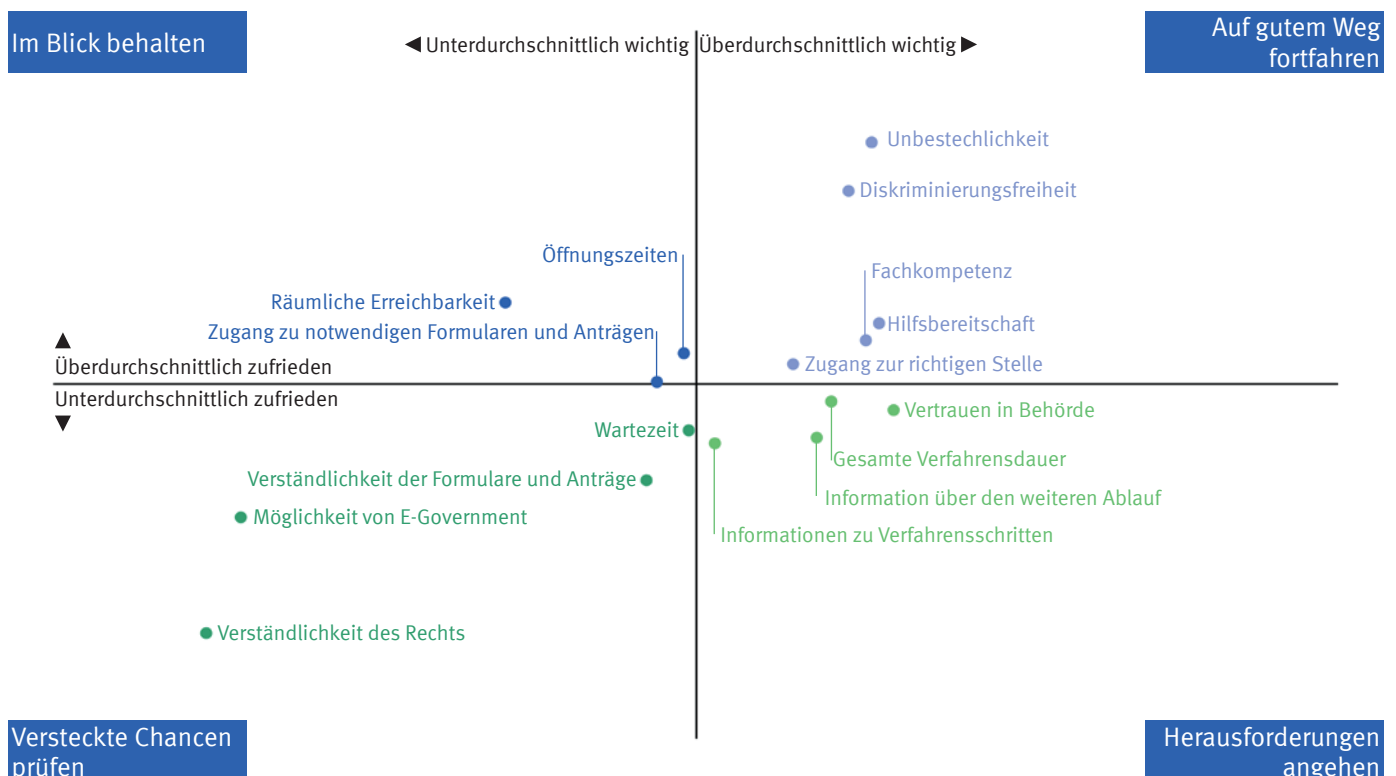 Im Blick behalten
◀ Unterdurchschnittlich wichtig
Überdurchschnittlich wichtig ▶
Auf gutem Weg
fortfahren
Unbestechlichkeit
Diskriminierungsfreiheit
Öffnungszeiten
Fachkompetenz
Räumliche Erreichbarkeit
Hilfsbereitschaft
Zugang zu notwendigen Formularen und Anträgen
Zugang zur richtigen Stelle
▲
Überdurchschnittlich zufrieden
Unterdurchschnittlich zufrieden
▼
Vertrauen in Behörde
Wartezeit
Gesamte Verfahrensdauer
Verständlichkeit der Formulare und Anträge
Information über den weiteren Ablauf
Möglichkeit von E-Government
Informationen zu Verfahrensschritten
Verständlichkeit des Rechts
Versteckte Chancen
prüfen
Herausforderungen
angehen